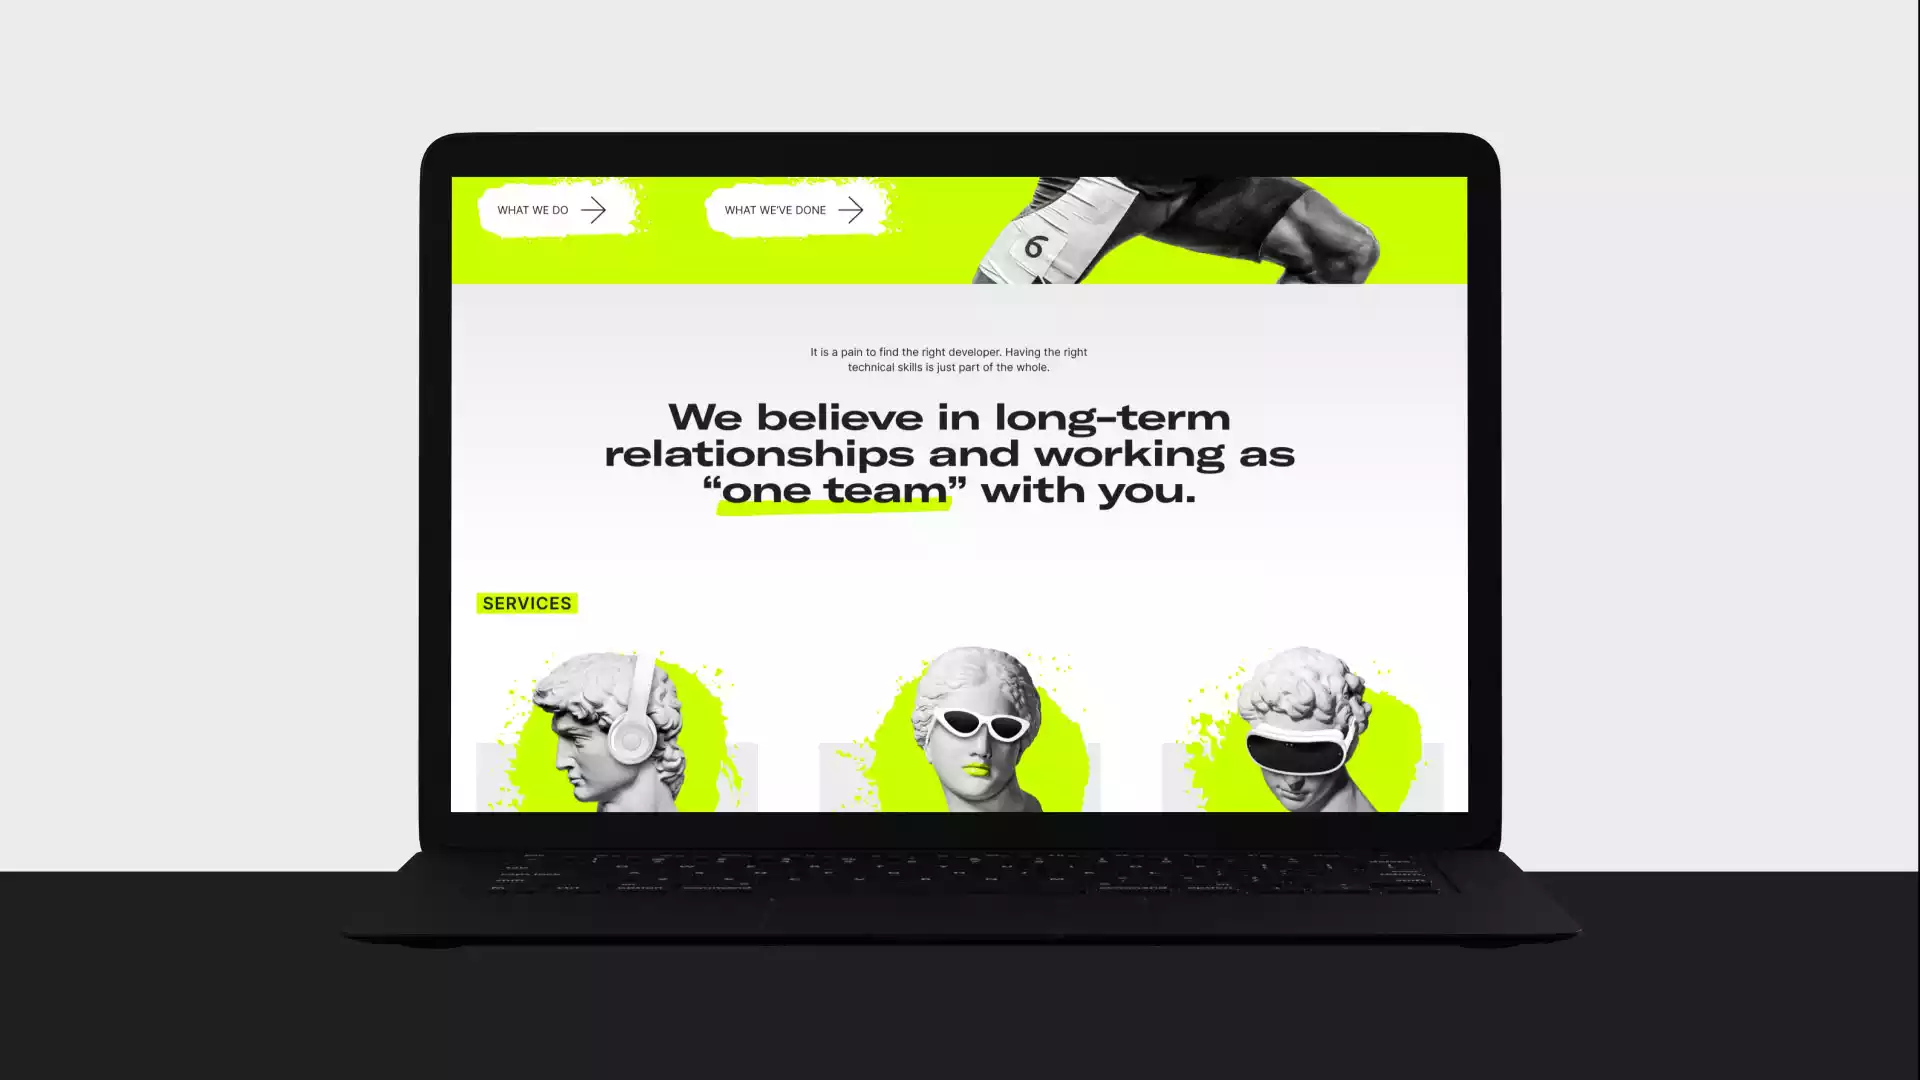 WHAT WE DO
WHAT WE'VE DONE
6
It is a pain to find the right developer. Having the right
technical skills is just part of the whole.
We believe in long-term
relationships and working as
“one team” with you.
SERVICES